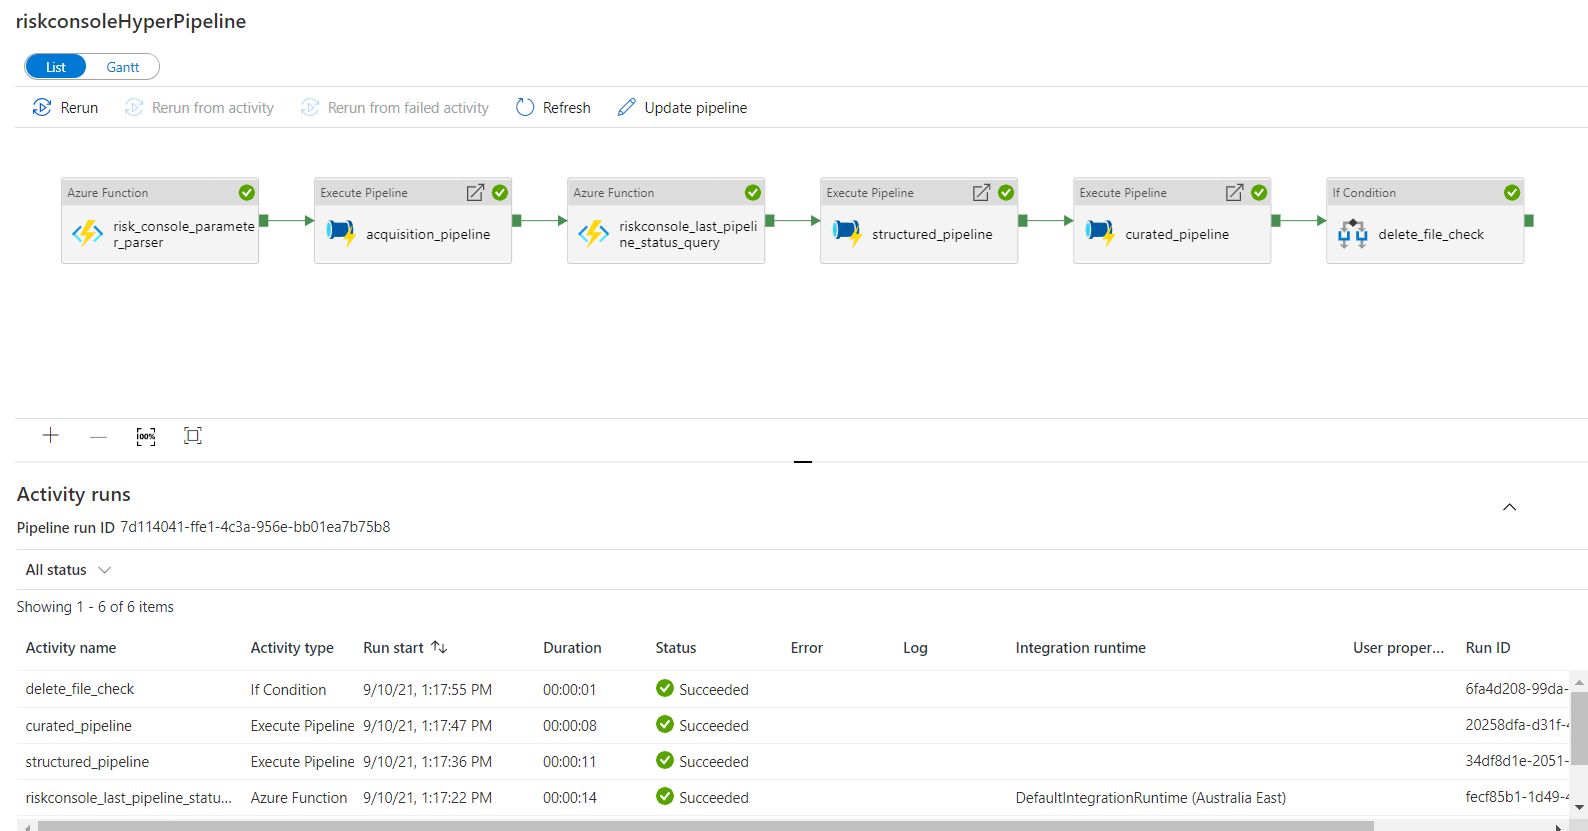 riskconsoleHyperPipeline
List Gantt
Rerun Rerun from activity Rerun from failed activity Refresh Update pipeline
Azure Function
risk_console_paramete
r_parser
Execute Pipeline
acquisition_pipeline
Azure Function
riskconsole_last_pipeli
ne_status_query
Execute Pipeline
structured_pipeline
Execute Pipeline
curated_pipeline
If Condition
delete_file_check
100%
Activity runs
Pipeline run ID 7d114041-ffe1-4c3a-956e-bb01ea7b75b8
All status
Showing 1 - 6 of 6 items
Activity name Activity type Run start Duration Status Error Log Integration runtime User proper... Run ID
delete_file_check If Condition 9/10/21, 1:17:55 PM 00:00:01 Succeeded 6fa4d208-99da-
curated_pipeline Execute Pipeline 9/10/21, 1:17:47 PM 00:00:08 Succeeded 20258dfa-d31f-4
structured_pipeline Execute Pipeline 9/10/21, 1:17:36 PM 00:00:11 Succeeded 34df8d1e-2051-
riskconsole_last_pipeline_statu... Azure Function 9/10/21, 1:17:22 PM 00:00:14 Succeeded DefaultIntegrationRuntime (Australia East) fecf85b1-1d49-4